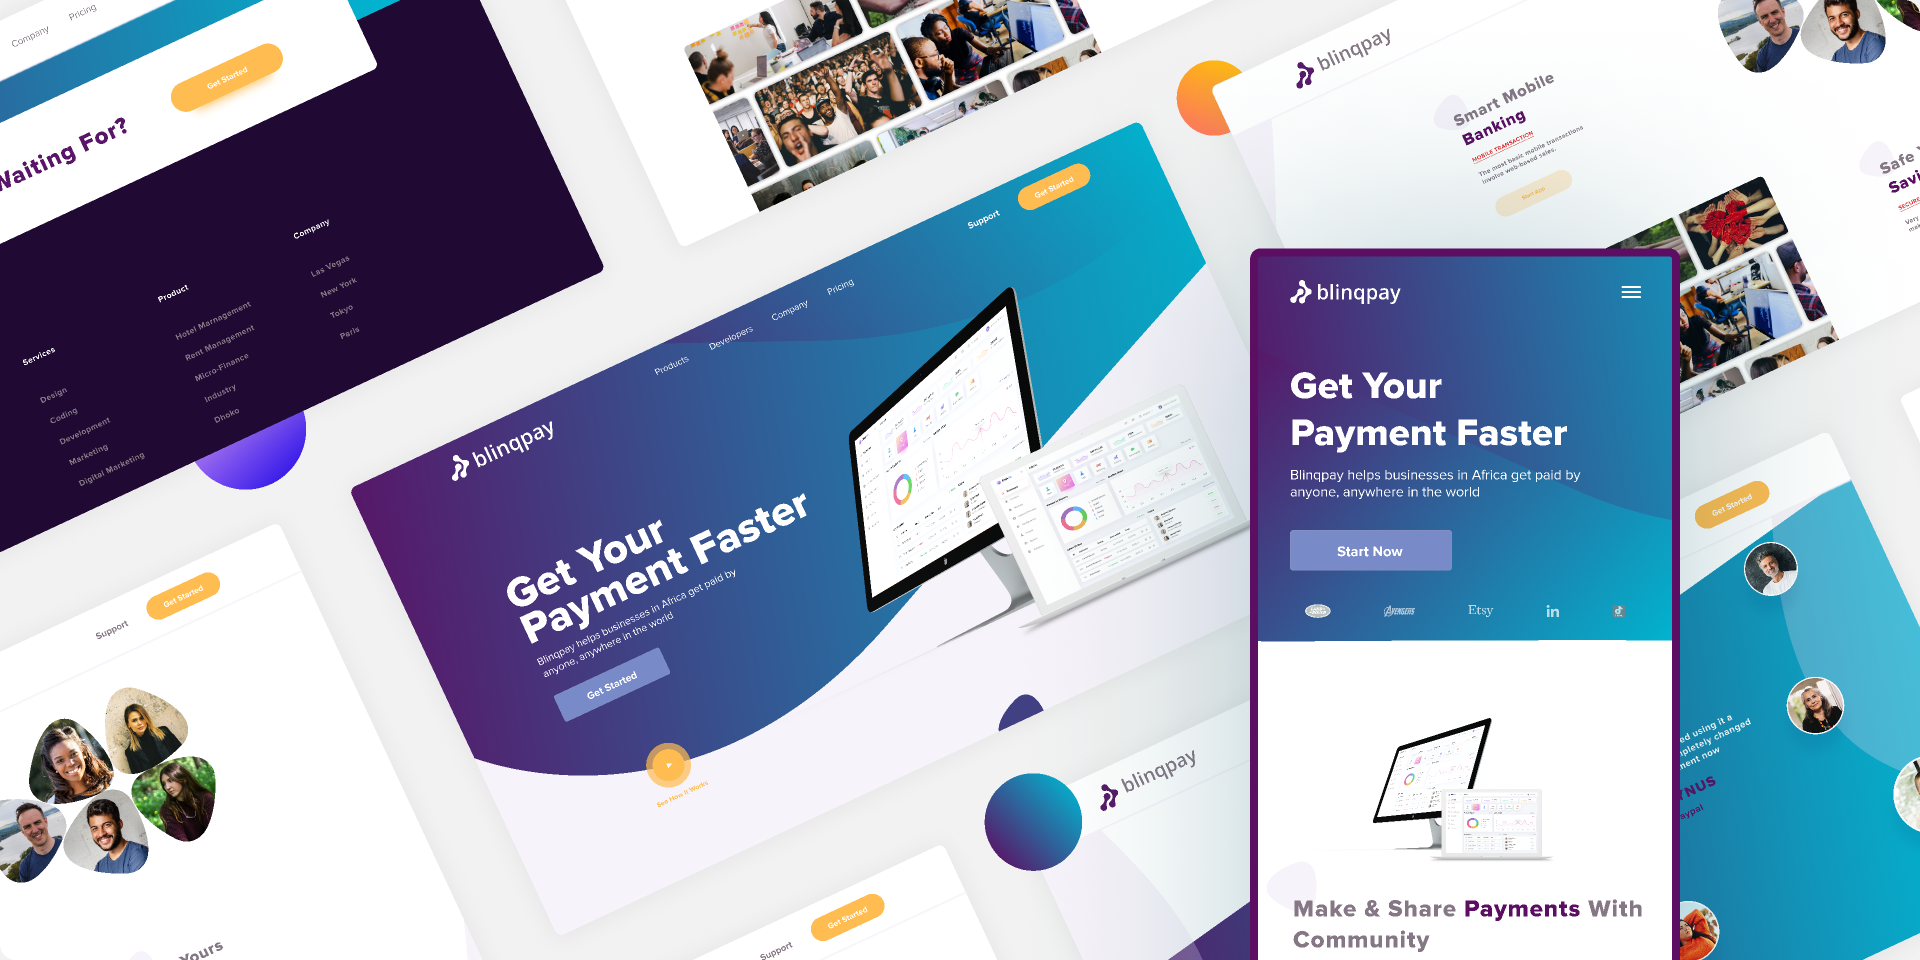 Company
Pricing
Get Started
Waiting For?
Services
Design
Coding
Development
Marketing
Digital Marketing
Product
Hotel Marnagement
Rent Management
Micro-Finance
Industry
Dhoko
Company
Las Vegas
New York
Tokyo
Paris
Support
Get Started
Yours
blinqpay
Products
Developers
Company
Pricing
Support
Get Started
Get Your
Payment Faster
Blinqpay helps businesses in Africa get paid by
anyone, anywhere in the world
Get Started
See How It Works
blinqpay
Support
Get Started
blinqpay
Smart Mobile
Banking
MOBILE TRANSACTION
The most basic mobile transactions
involve web-based sales.
Safe
SECURE
blinqpay
Get Your
Payment Faster
Blinqpay helps businesses in Africa get paid by
anyone, anywhere in the world
Start Now
AVENGERS
Etsy
in
Make & Share Payments With
Community
Get Started
ed using it a
pletely changed
ment now
YNUS
aypal